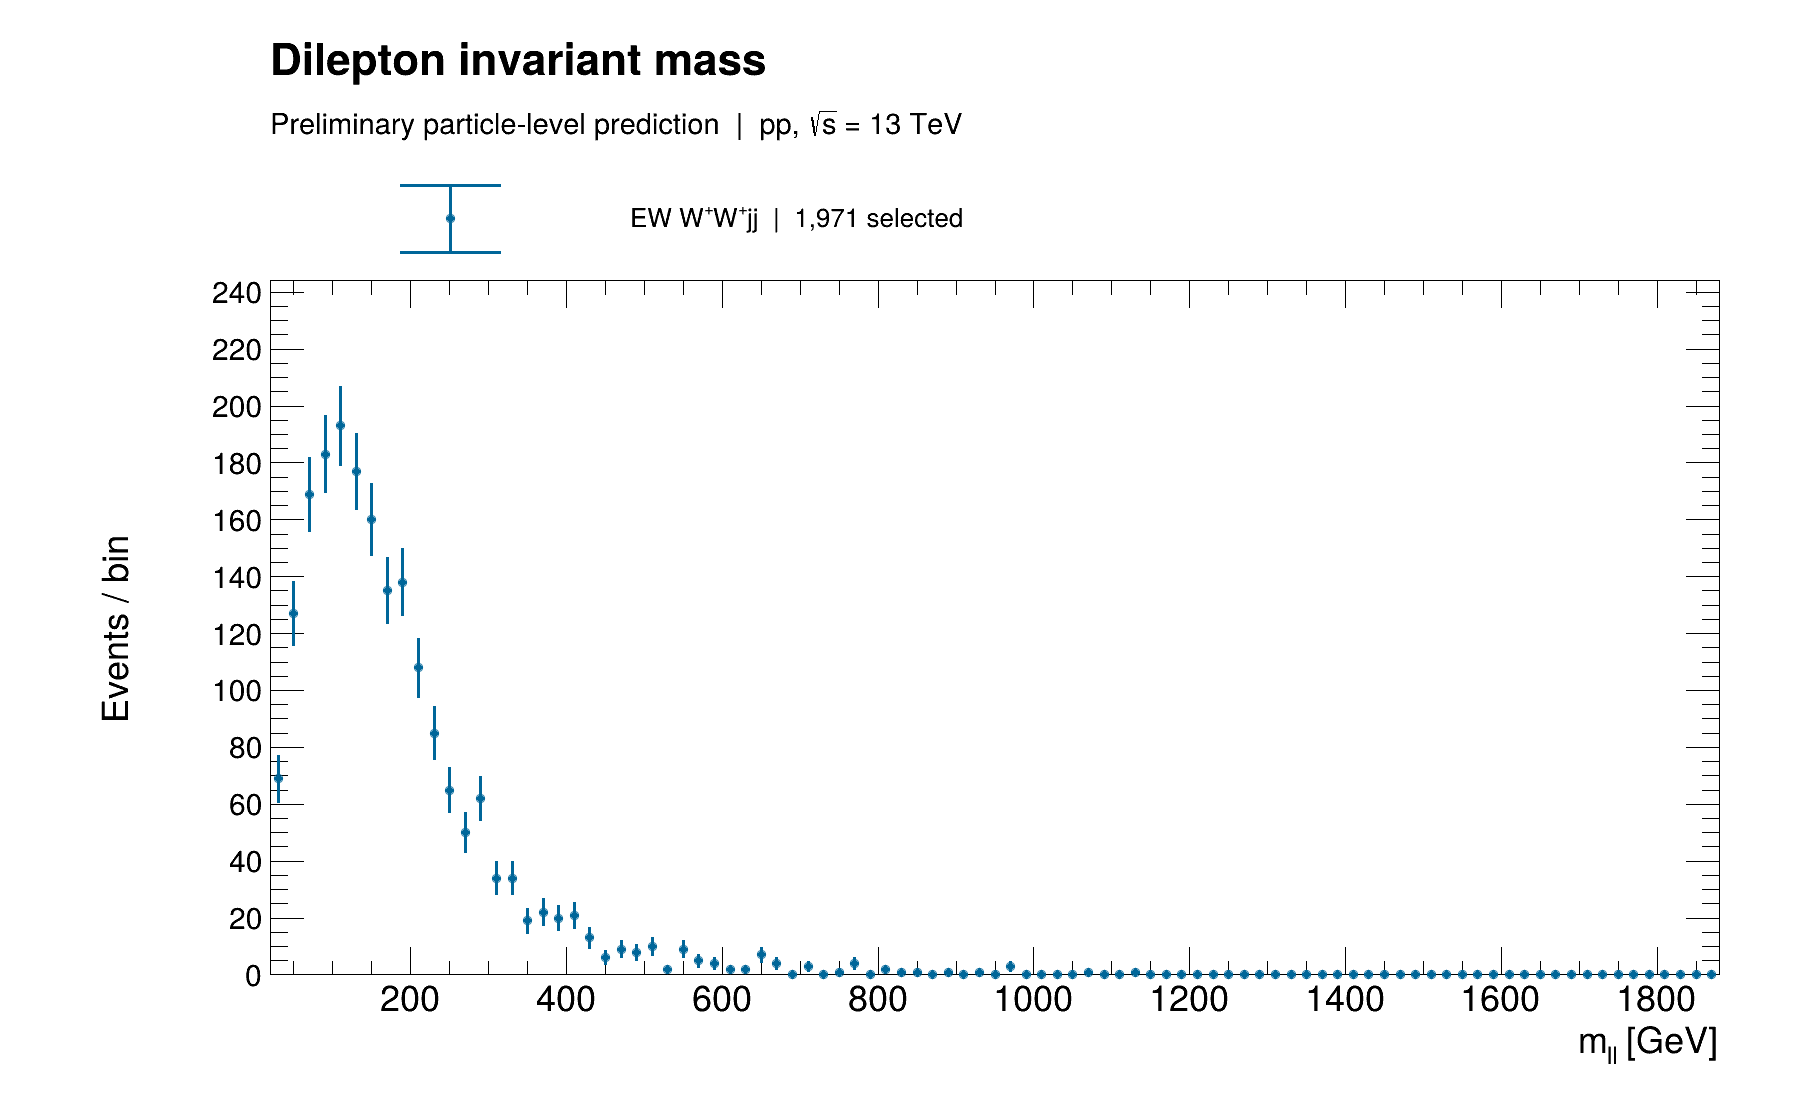 Dilepton invariant mass
Preliminary particle-level prediction | pp, √s = 13 TeV
EW W⁺W⁺jj | 1,971 selected
240
220
200
180
160
140
120
100
80
60
40
20
0
Events / bin
200 400 600 800 1000 1200 1400 1600 1800
m_ll [GeV]